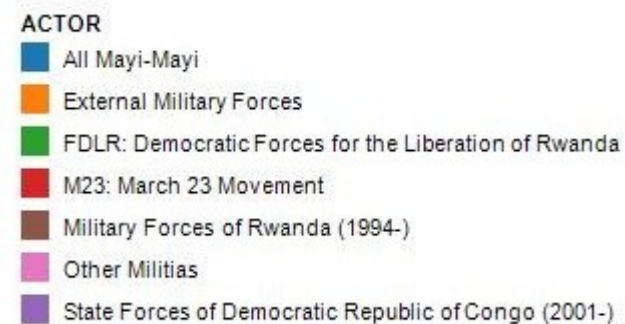 ACTOR
All Mayi-Mayi
External Military Forces
FDLR: Democratic Forces for the Liberation of Rwanda
M23: March 23 Movement
Military Forces of Rwanda (1994-)
Other Militias
State Forces of Democratic Republic of Congo (2001-)